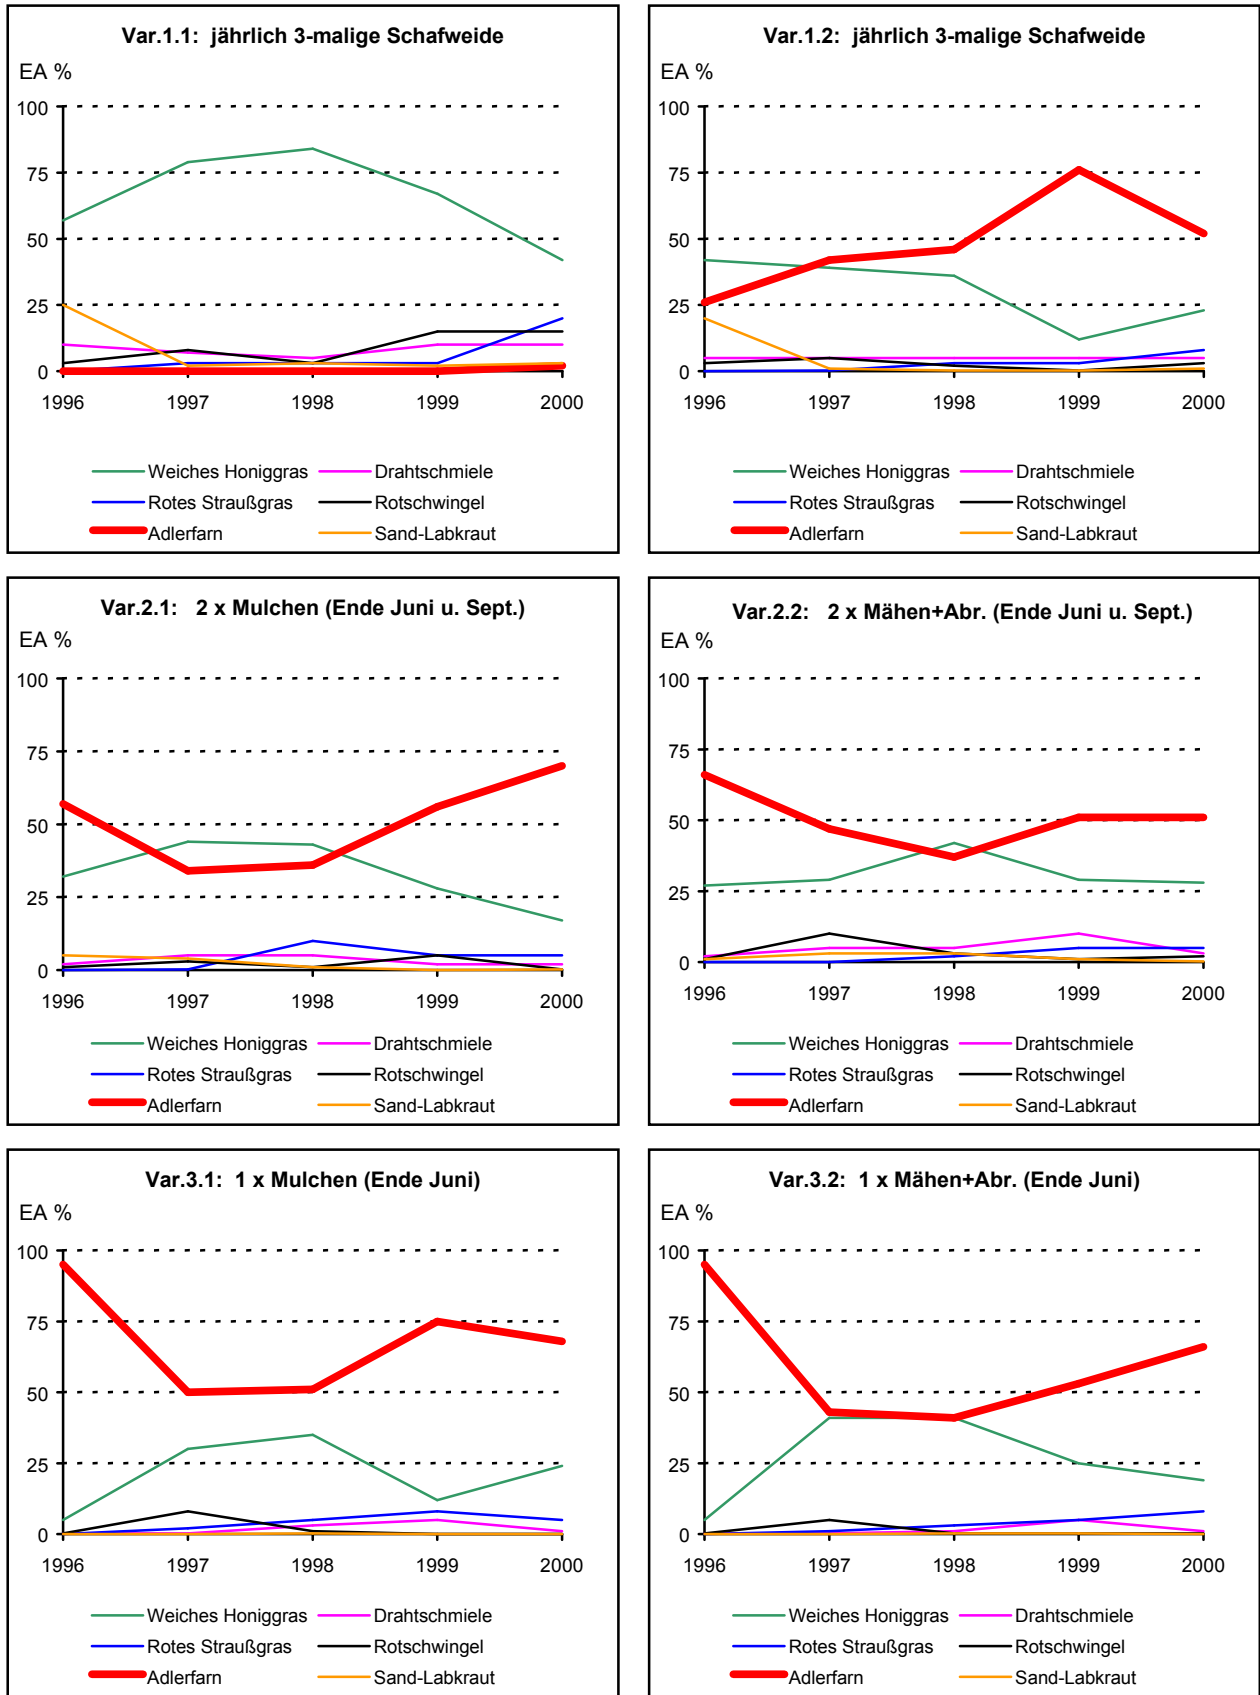 Var.1.1: jährlich 3-malige Schafweide
EA %
100
75
50
25
0
1996 1997 1998 1999 2000
Weiches Honiggras Drahtschmiele
Rotes Straußgras Rotschwingel
Adlerfarn Sand-Labkraut
Var.1.2: jährlich 3-malige Schafweide
EA %
100
75
50
25
0
1996 1997 1998 1999 2000
Weiches Honiggras Drahtschmiele
Rotes Straußgras Rotschwingel
Adlerfarn Sand-Labkraut
Var.2.1: 2 x Mulchen (Ende Juni u. Sept.)
EA %
100
75
50
25
0
1996 1997 1998 1999 2000
Weiches Honiggras Drahtschmiele
Rotes Straußgras Rotschwingel
Adlerfarn Sand-Labkraut
Var.2.2: 2 x Mähen+Abr. (Ende Juni u. Sept.)
EA %
100
75
50
25
0
1996 1997 1998 1999 2000
Weiches Honiggras Drahtschmiele
Rotes Straußgras Rotschwingel
Adlerfarn Sand-Labkraut
Var.3.1: 1 x Mulchen (Ende Juni)
EA %
100
75
50
25
0
1996 1997 1998 1999 2000
Weiches Honiggras Drahtschmiele
Rotes Straußgras Rotschwingel
Adlerfarn Sand-Labkraut
Var.3.2: 1 x Mähen+Abr. (Ende Juni)
EA %
100
75
50
25
0
1996 1997 1998 1999 2000
Weiches Honiggras Drahtschmiele
Rotes Straußgras Rotschwingel
Adlerfarn Sand-Labkraut